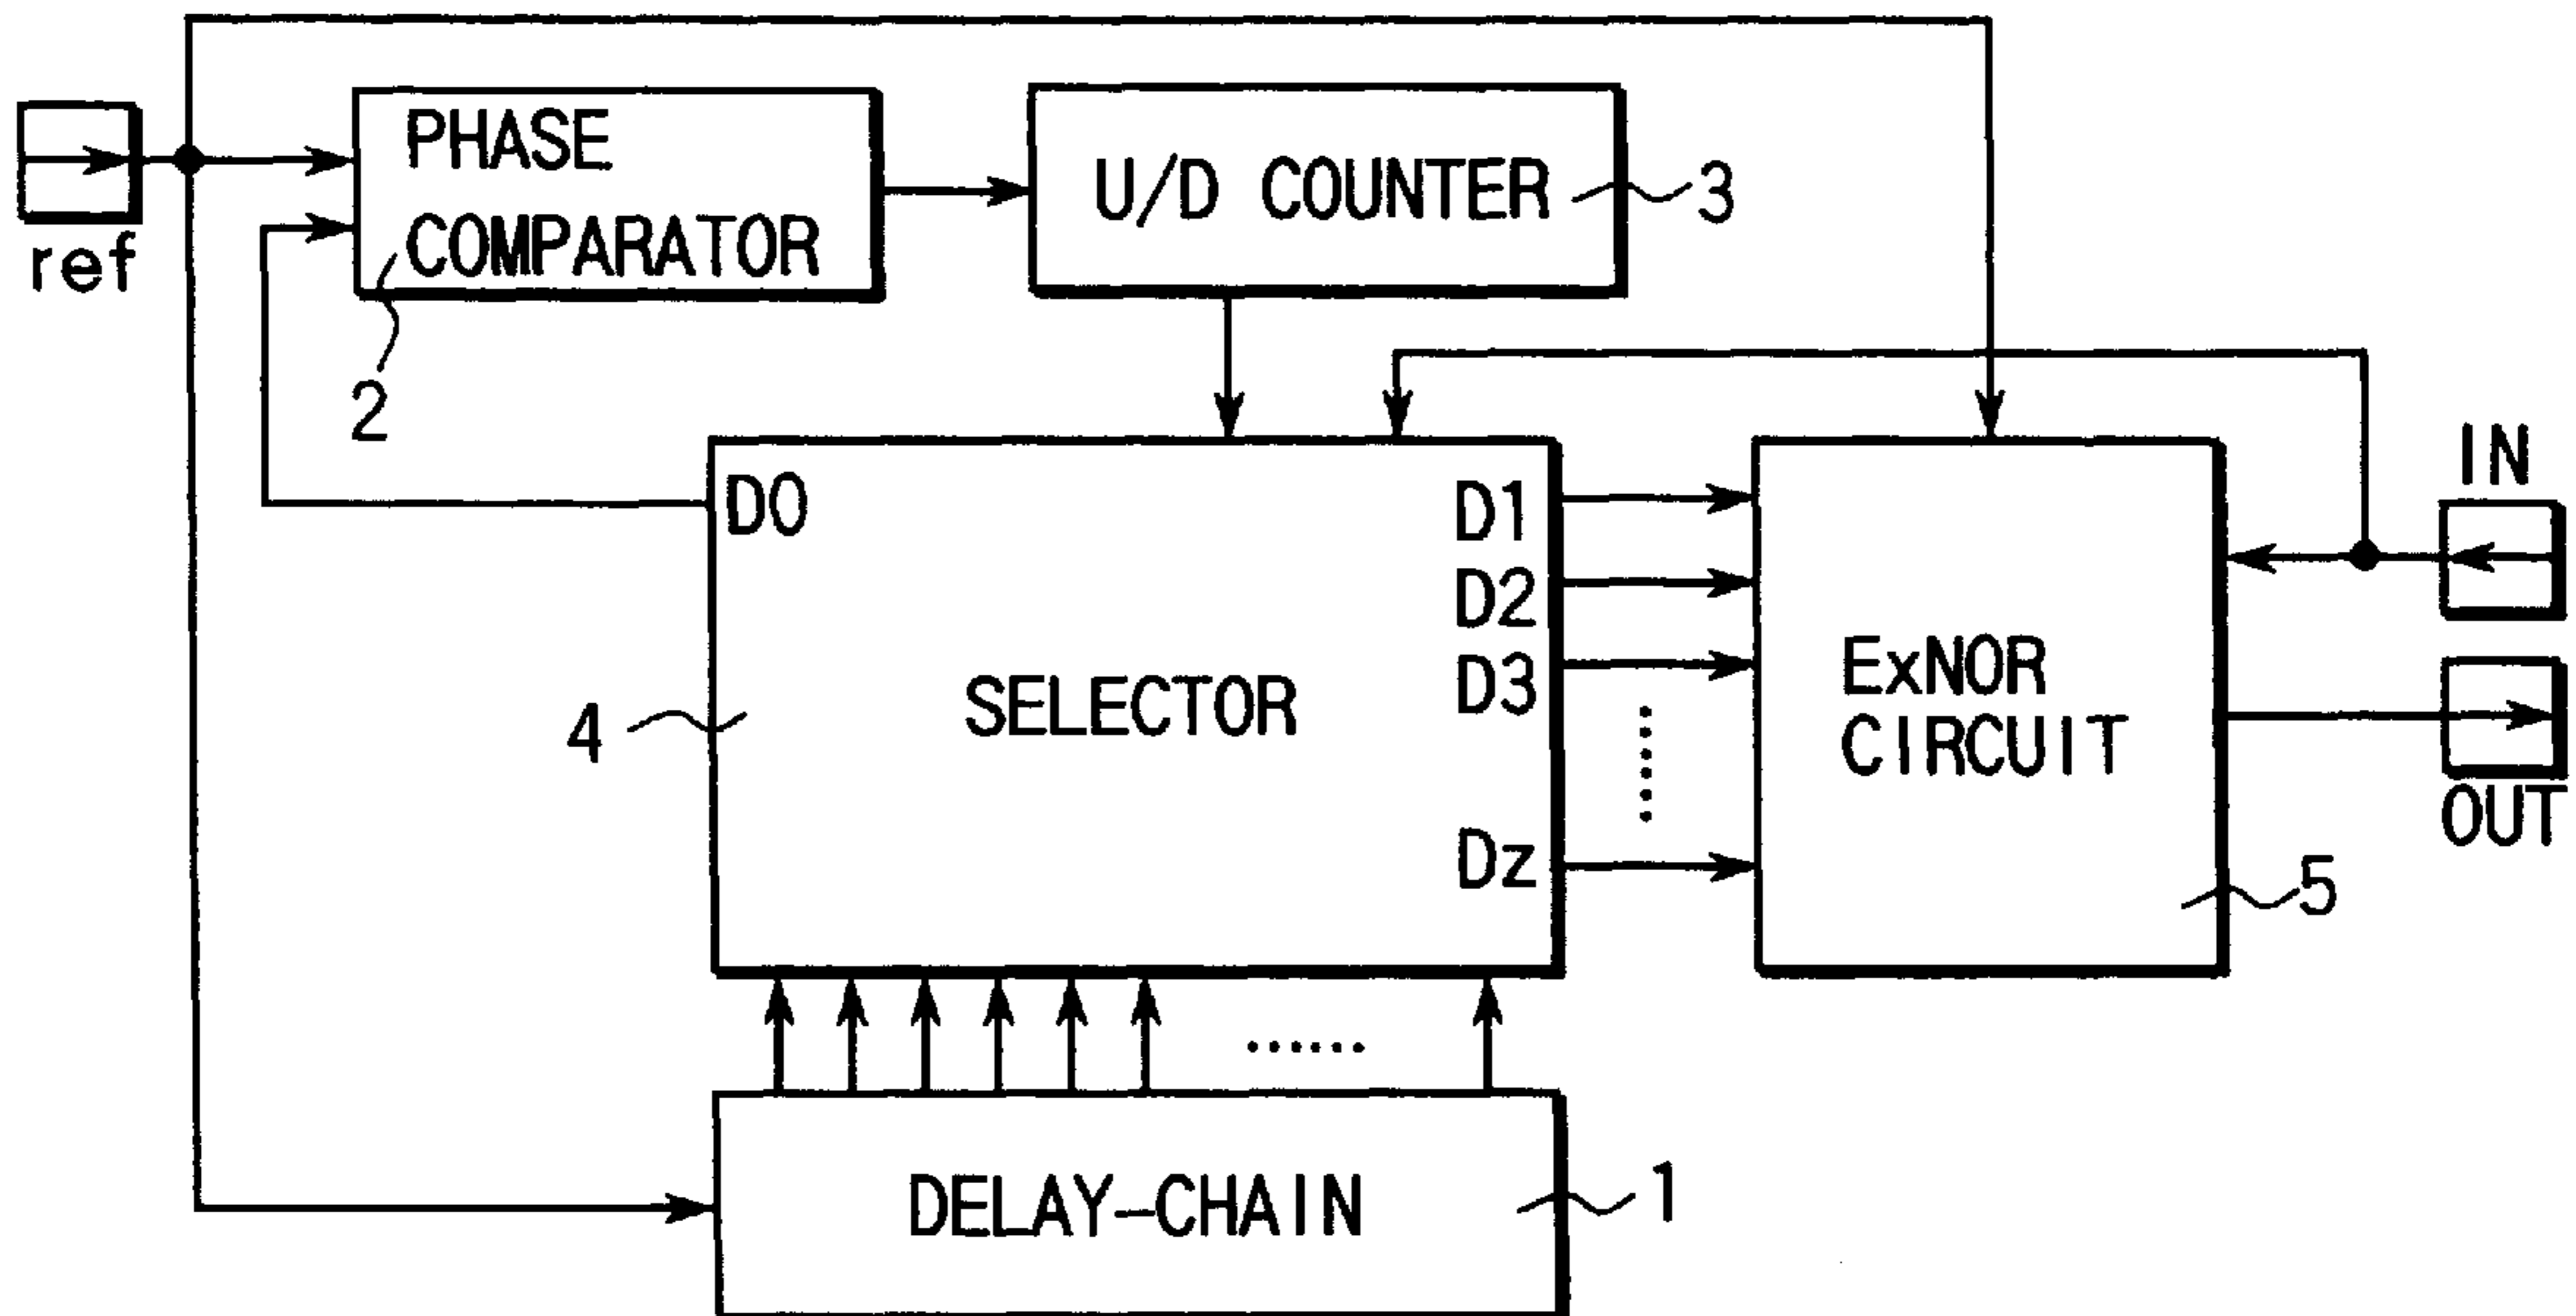 ref
PHASE
COMPARATOR
2
U/D COUNTER
3
IN
OUT
D0
D1
D2
D3
Dz
SELECTOR
4
ExNOR
CIRCUIT
5
DELAY-CHAIN
1